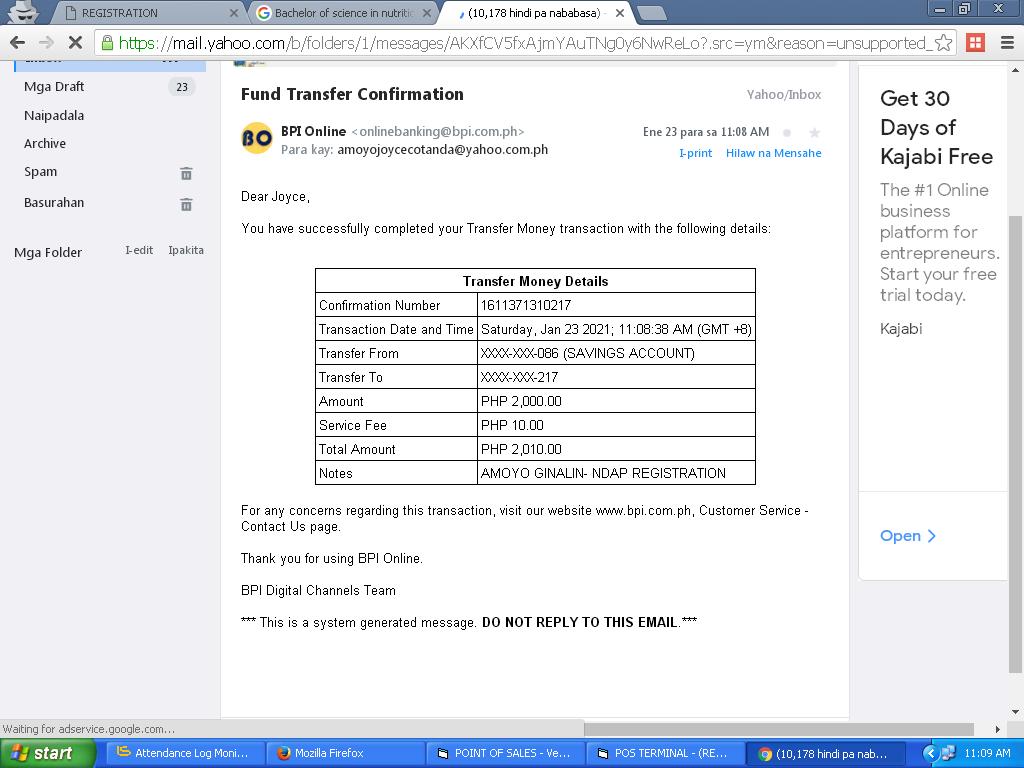 REGISTRATION
Bachelor of science in nutritic
(10,178 hindi pa nababasa) -
https://mail.yahoo.com/b/folders/1/messages/AKXfCV5fxAjmYAuTNg0y6NwReLo?.src=ym&reason=unsupported_
Mga Draft
23
Naipadala
Archive
Spam
Basurahan
Mga Folder I-edit Ipakita
Fund Transfer Confirmation
Yahoo/Inbox
BO
BPI Online <onlinebanking@bpi.com.ph>
Ene 23 para sa 11:08 AM
Para kay: amoyojoycecotanda@yahoo.com.ph
I-print Hilaw na Mensahe
Dear Joyce,
You have successfully completed your Transfer Money transaction with the following details:
Transfer Money Details
Confirmation Number 1611371310217
Transaction Date and Time Saturday, Jan 23 2021; 11:08:38 AM (GMT +8)
Transfer From XXXX-XXX-086 (SAVINGS ACCOUNT)
Transfer To XXXX-XXX-217
Amount PHP 2,000.00
Service Fee PHP 10.00
Total Amount PHP 2,010.00
Notes AMOYO GINALIN- NDAP REGISTRATION
For any concerns regarding this transaction, visit our website www.bpi.com.ph, Customer Service -
Contact Us page.
Thank you for using BPI Online.
BPI Digital Channels Team
*** This is a system generated message. DO NOT REPLY TO THIS EMAIL.***
Get 30
Days of
Kajabi Free
The #1 Online
business
platform for
entrepreneurs.
Start your free
trial today.
Kajabi
Open
Waiting for adservice.google.com...
start
Attendance Log Moni...
Mozilla Firefox
POINT OF SALES - Ve...
POS TERMINAL - (RE...
(10,178 hindi pa nab...
11:09 AM